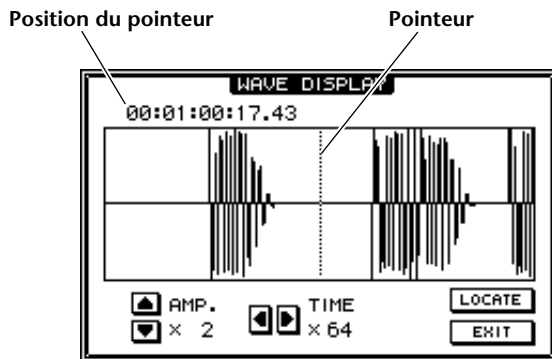 Position du pointeur Pointeur
WAVE DISPLAY
00:01:00:17.43
AMP. TIME LOCATE
× 2 × 64 EXIT